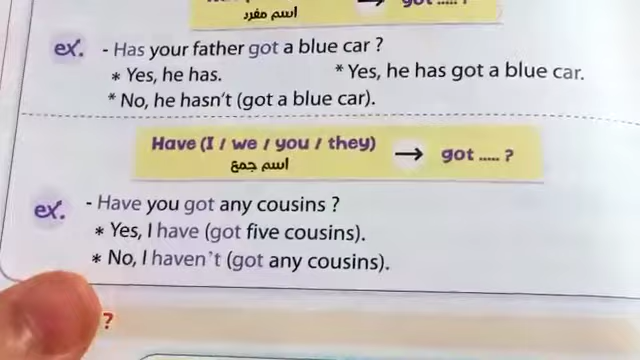 got ..... ?
اسم مفرد
ex. - Has your father got a blue car ?
* Yes, he has. * Yes, he has got a blue car.
* No, he hasn't (got a blue car).
Have (I / we / you / they) → got ..... ?
اسم جمع
ex. - Have you got any cousins ?
* Yes, I have (got five cousins).
* No, I haven't (got any cousins).
?